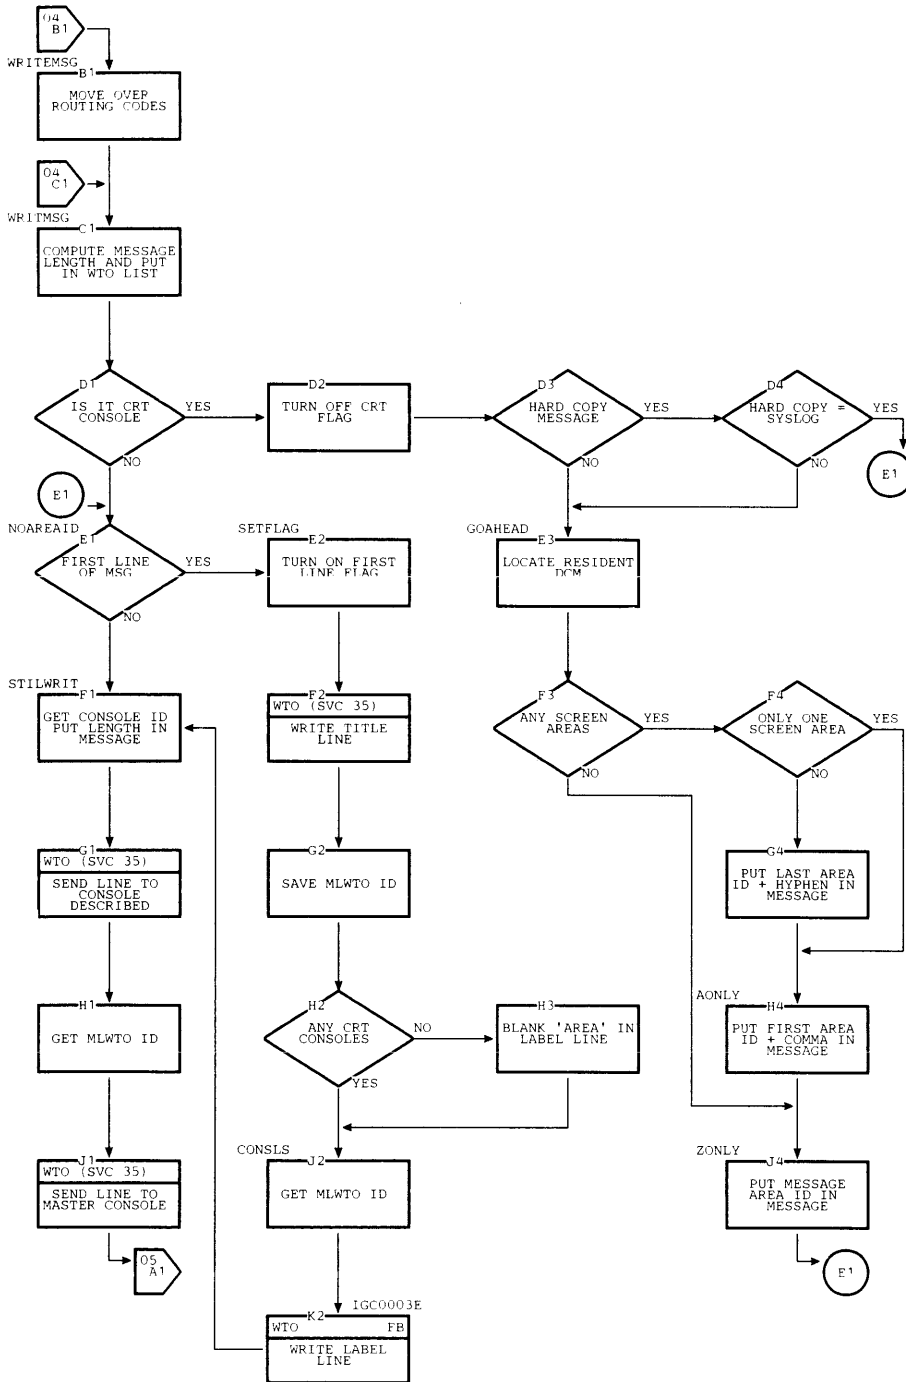 04
B1
WRITEMSG
B1
MOVE OVER
ROUTING CODES
04
C1
WRITMSG
C1
COMPUTE MESSAGE
LENGTH AND PUT
IN WTO LIST
D1
IS IT CRT
CONSOLE
YES
NO
D2
TURN OFF CRT
FLAG
D3
HARD COPY
MESSAGE
YES
NO
D4
HARD COPY =
SYSLOG
YES
NO
E1
E1
NOAREAID
E1
FIRST LINE
OF MSG
YES
NO
SETFLAG
E2
TURN ON FIRST
LINE FLAG
GOAHEAD
E3
LOCATE RESIDENT
DCM
STILWRIT
F1
GET CONSOLE ID
PUT LENGTH IN
MESSAGE
F2
WTO (SVC 35)
WRITE TITLE
LINE
F3
ANY SCREEN
AREAS
YES
NO
F4
ONLY ONE
SCREEN AREA
YES
NO
G1
WTO (SVC 35)
SEND LINE TO
CONSOLE
DESCRIBED
G2
SAVE MLWTO ID
G4
PUT LAST AREA
ID + HYPHEN IN
MESSAGE
H1
GET MLWTO ID
H2
ANY CRT
CONSOLES
NO
YES
H3
BLANK 'AREA' IN
LABEL LINE
AONLY
H4
PUT FIRST AREA
ID + COMMA IN
MESSAGE
J1
WTO (SVC 35)
SEND LINE TO
MASTER CONSOLE
CONSLS
J2
GET MLWTO ID
ZONLY
J4
PUT MESSAGE
AREA ID IN
MESSAGE
05
A1
E1
IGC0003E
K2
WTO FB
WRITE LABEL
LINE